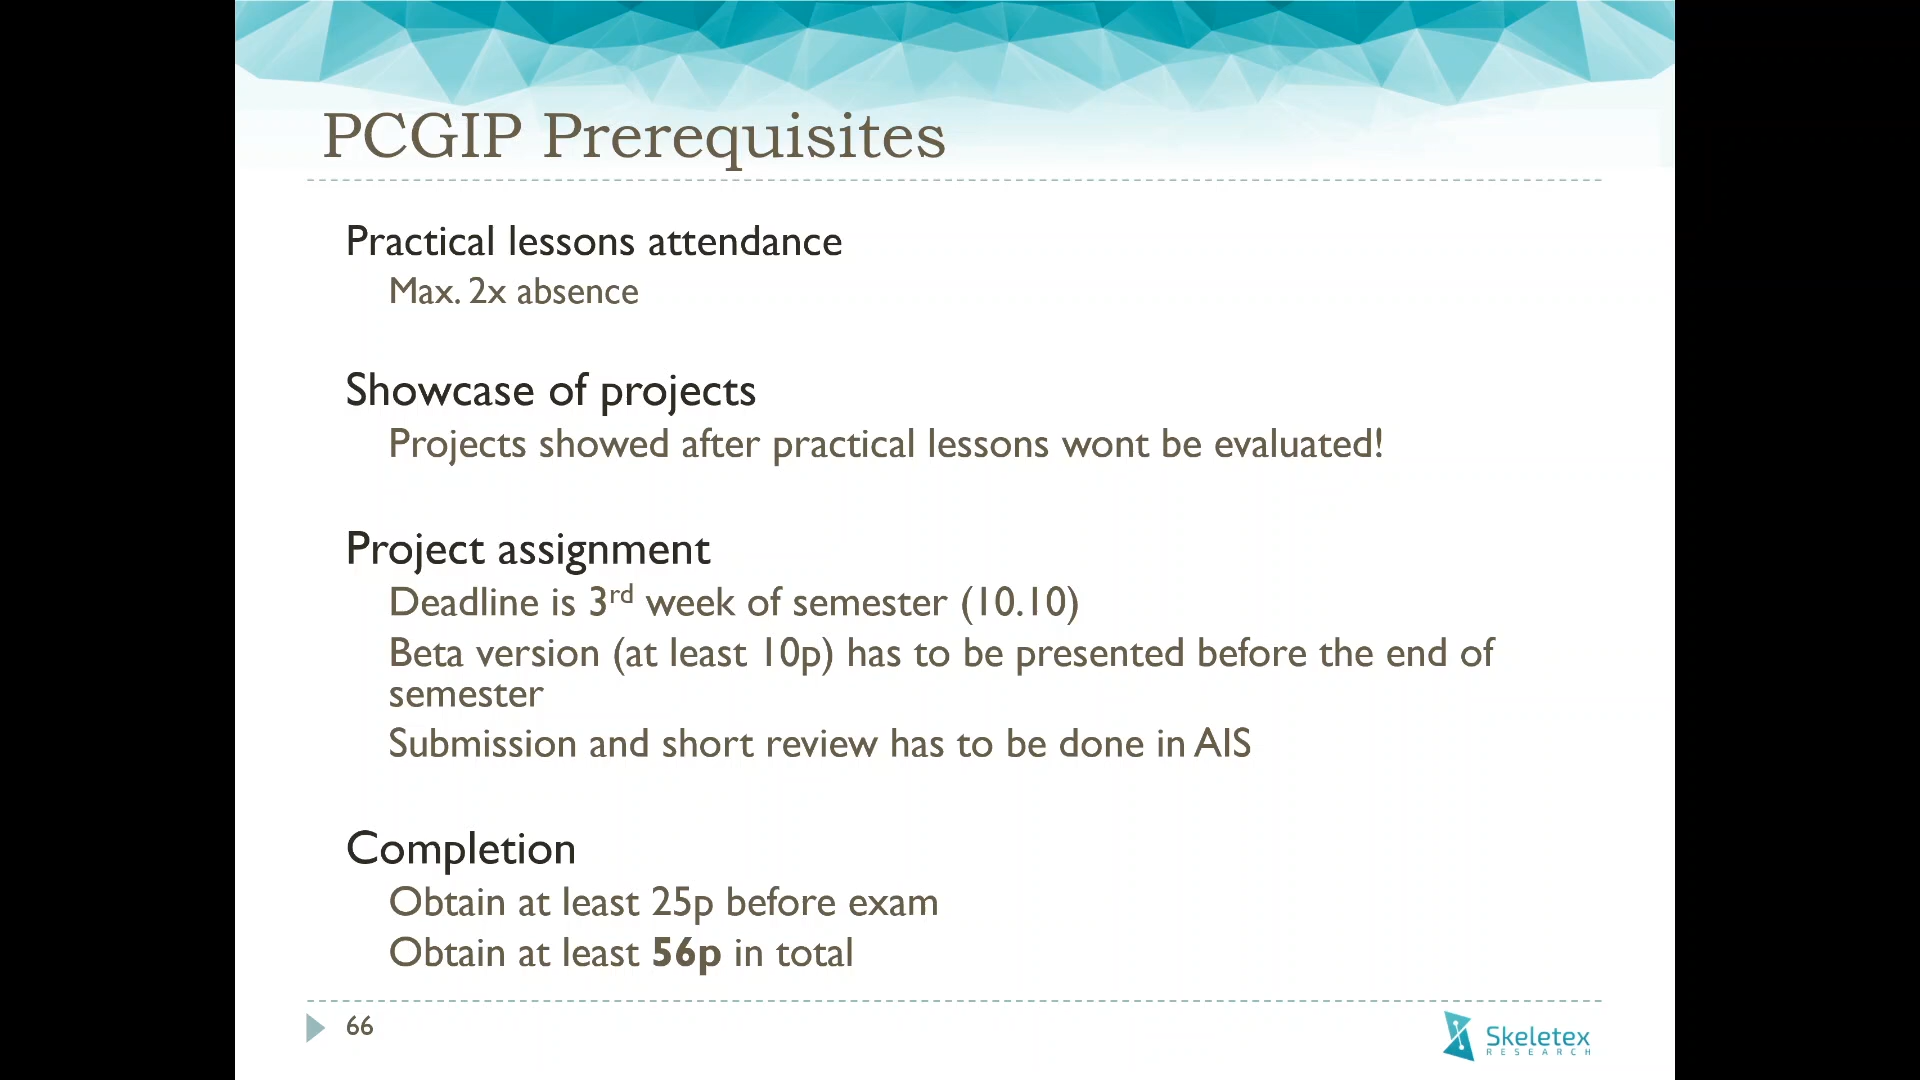 PCGIP Prerequisites
Practical lessons attendance
Max. 2x absence
Showcase of projects
Projects showed after practical lessons wont be evaluated!
Project assignment
Deadline is 3rd week of semester (10.10)
Beta version (at least 10p) has to be presented before the end of
semester
Submission and short review has to be done in AIS
Completion
Obtain at least 25p before exam
Obtain at least 56p in total
66
Skeletex
RESEARCH